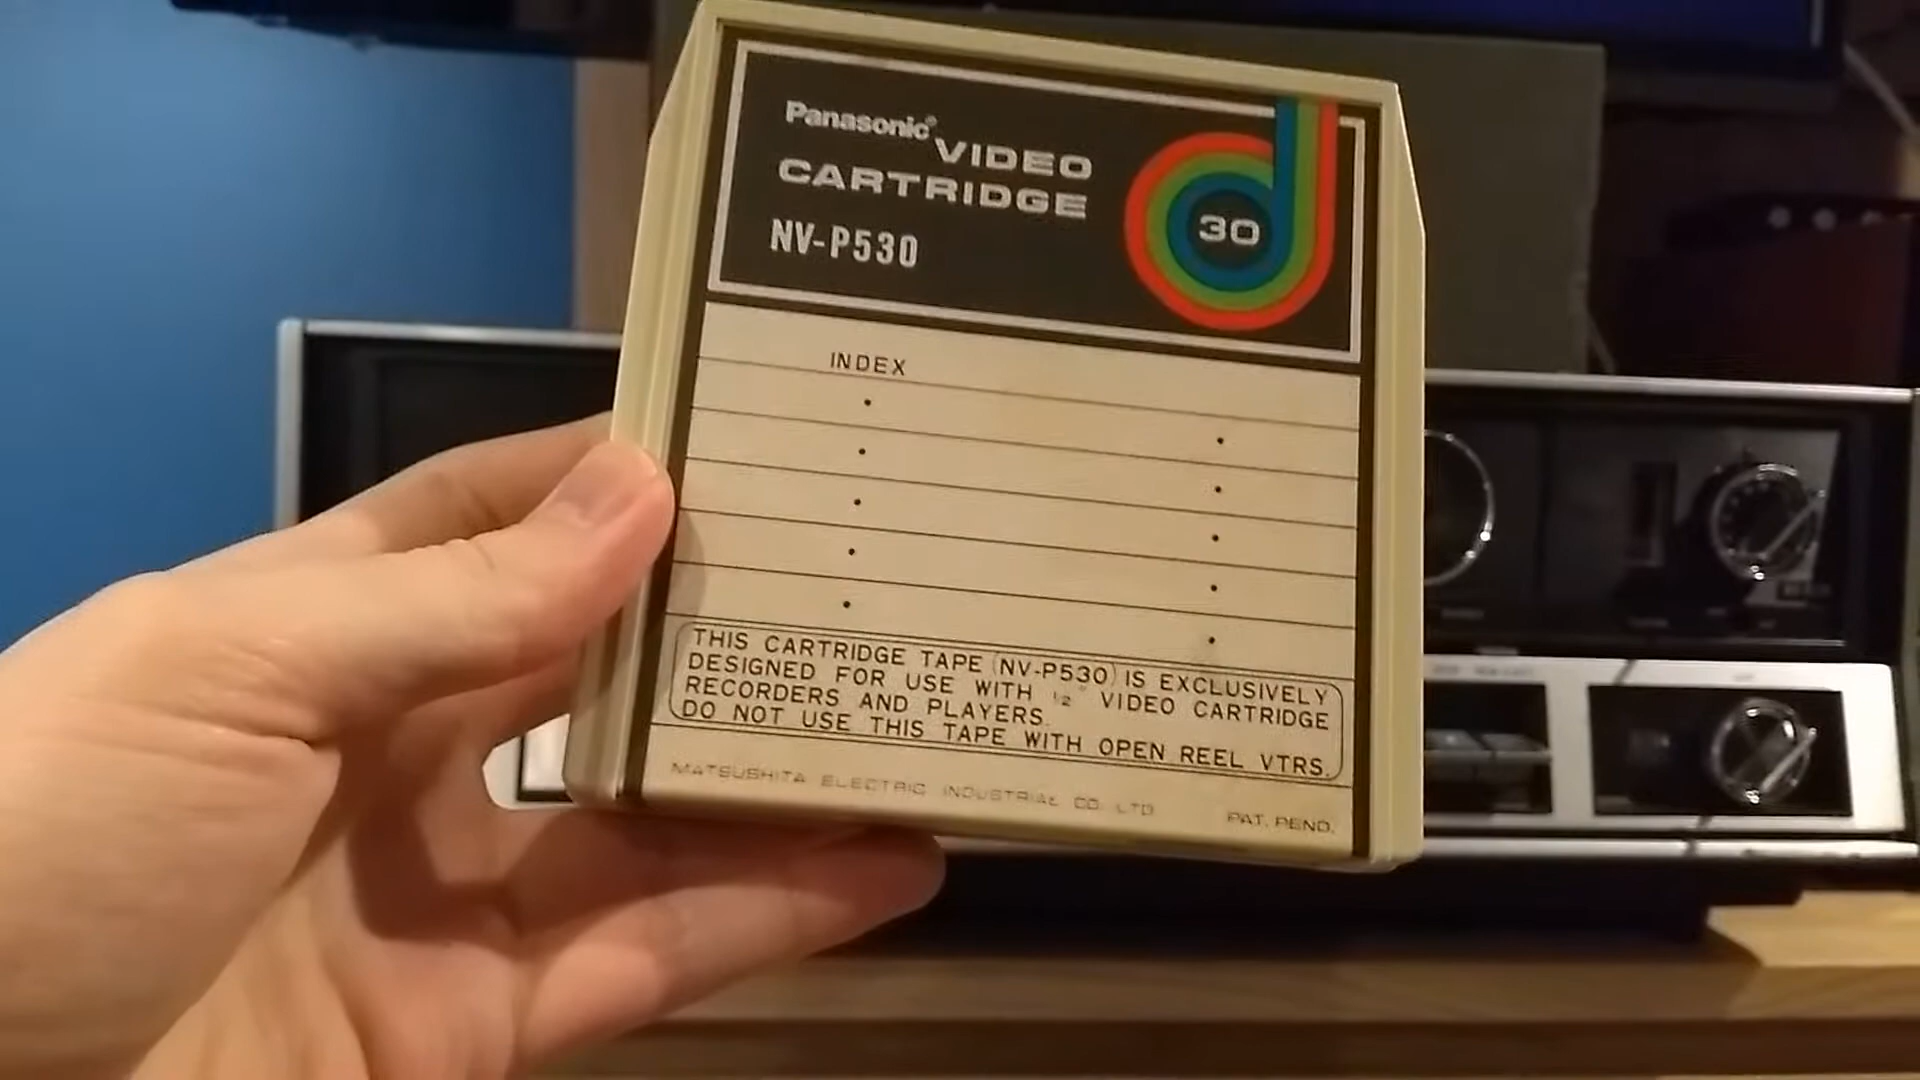 Panasonic® VIDEO
CARTRIDGE
NV-P530
30
INDEX
THIS CARTRIDGE TAPE (NV-P530) IS EXCLUSIVELY
DESIGNED FOR USE WITH ½" VIDEO CARTRIDGE
RECORDERS AND PLAYERS.
DO NOT USE THIS TAPE WITH OPEN REEL VTRS.
MATSUSHITA ELECTRIC INDUSTRIAL CO. LTD
PAT. PEND.